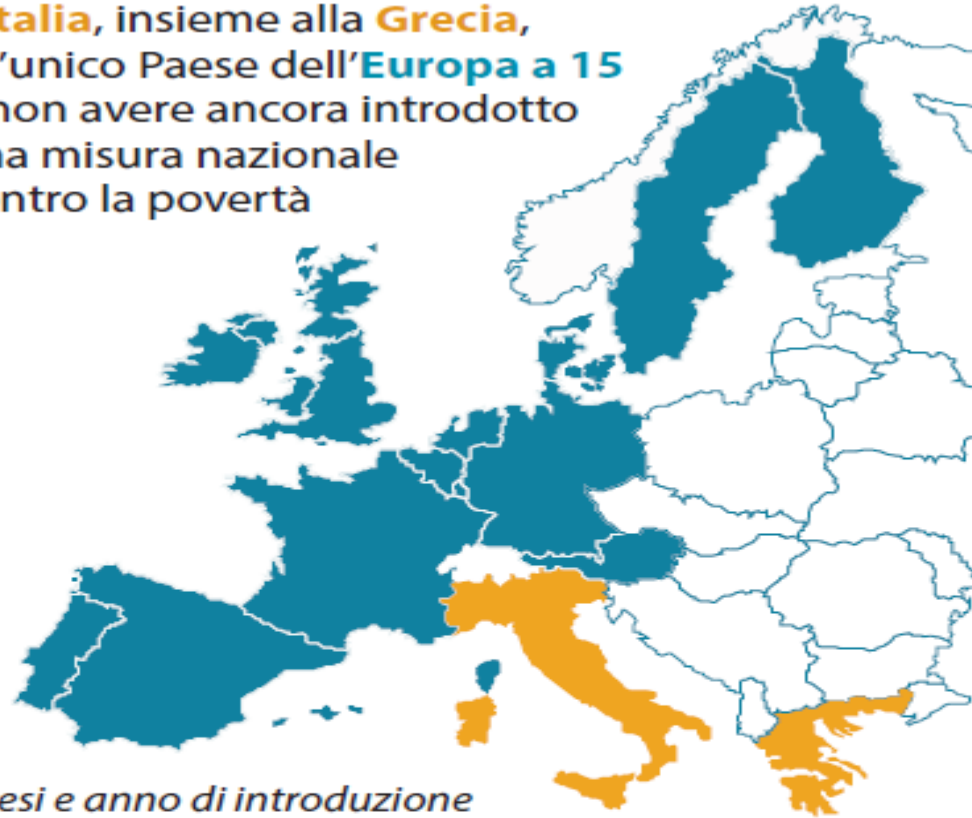 talia, insieme alla Grecia,
'unico Paese dell'Europa a 15
non avere ancora introdotto
na misura nazionale
ntro la povertà
esi e anno di introduzione